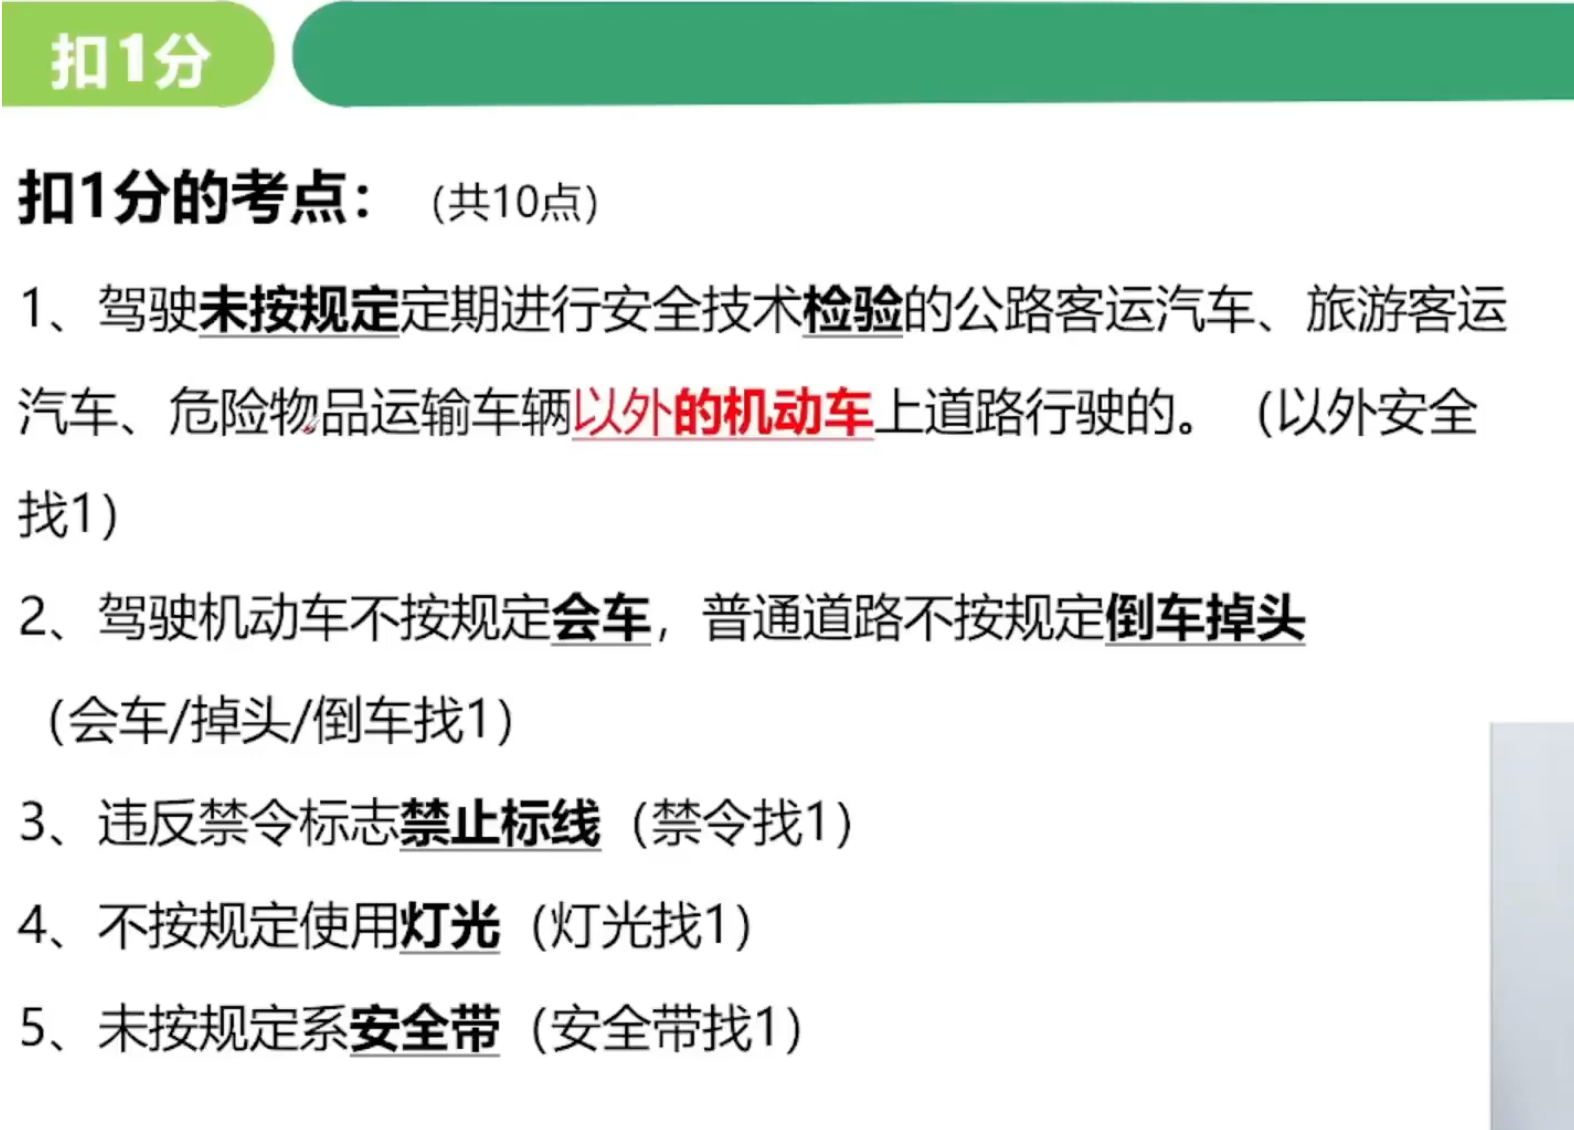 扣1分
扣1分的考点：（共10点）
1、驾驶未按规定定期进行安全技术检验的公路客运汽车、旅游客运
汽车、危险物品运输车辆以外的机动车上道路行驶的。（以外安全
找1）
2、驾驶机动车不按规定会车，普通道路不按规定倒车掉头
（会车/掉头/倒车找1）
3、违反禁令标志禁止标线（禁令找1）
4、不按规定使用灯光（灯光找1）
5、未按规定系安全带（安全带找1）